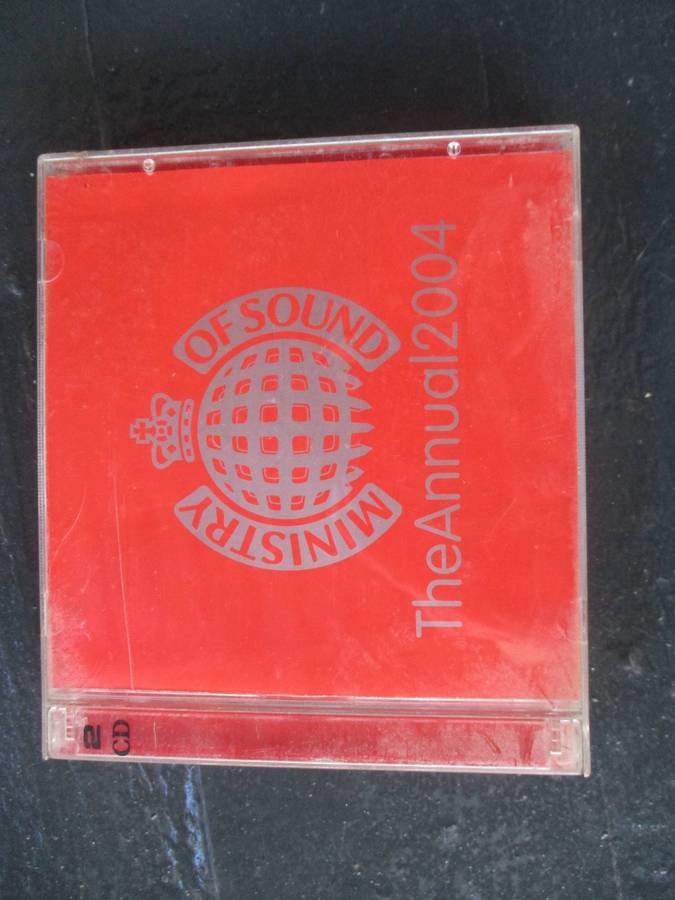 MINISTRY OF SOUND
TheAnnual2004
2
CD